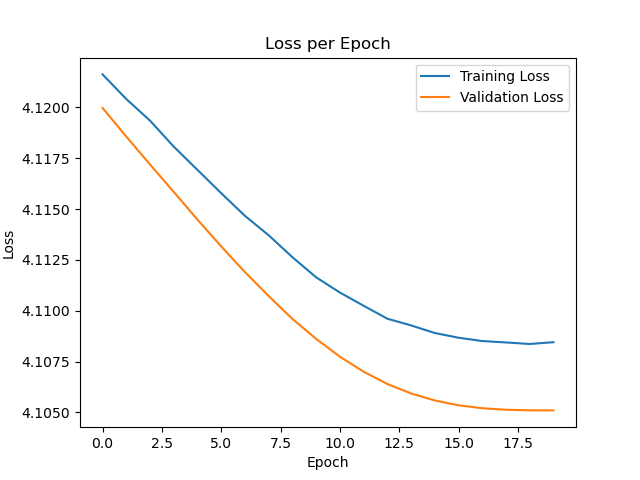 Loss per Epoch
Training Loss
Validation Loss
4.1200
4.1175
4.1150
4.1125
4.1100
4.1075
4.1050
Loss
0.0 2.5 5.0 7.5 10.0 12.5 15.0 17.5
Epoch